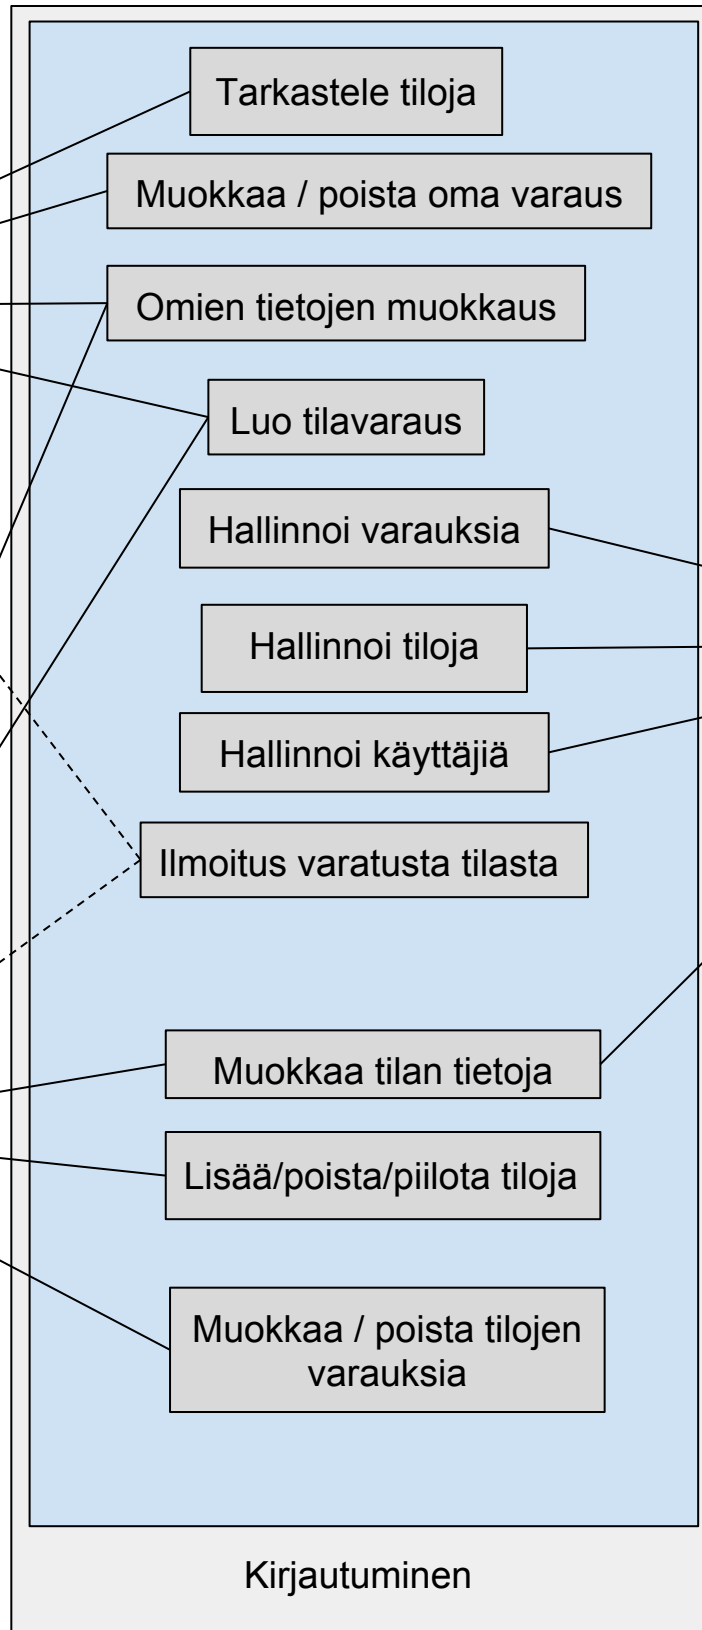 Tarkastele tiloja
Muokkaa / poista oma varaus
Omien tietojen muokkaus
Luo tilavaraus
Hallinnoi varauksia
Hallinnoi tiloja
Hallinnoi käyttäjiä
Ilmoitus varatusta tilasta
Muokkaa tilan tietoja
Lisää/poista/piilota tiloja
Muokkaa / poista tilojen
varauksia
Kirjautuminen